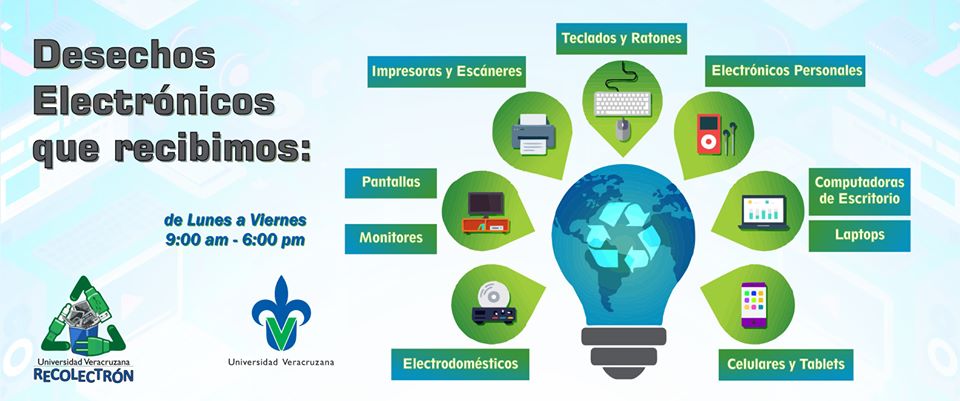 Desechos
Electrónicos
que recibimos:
de Lunes a Viernes
9:00 am - 6:00 pm
Universidad Veracruzana
RECOLECTRÓN
Universidad Veracruzana
Teclados y Ratones
Impresoras y Escáneres
Electrónicos Personales
Pantallas
Monitores
Computadoras
de Escritorio
Laptops
Electrodomésticos
Celulares y Tablets